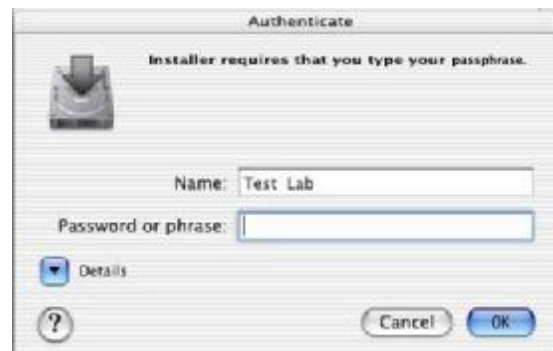 Authenticate
Installer requires that you type your passphrase.
Name: Test Lab
Password or phrase:
Details
?
Cancel OK